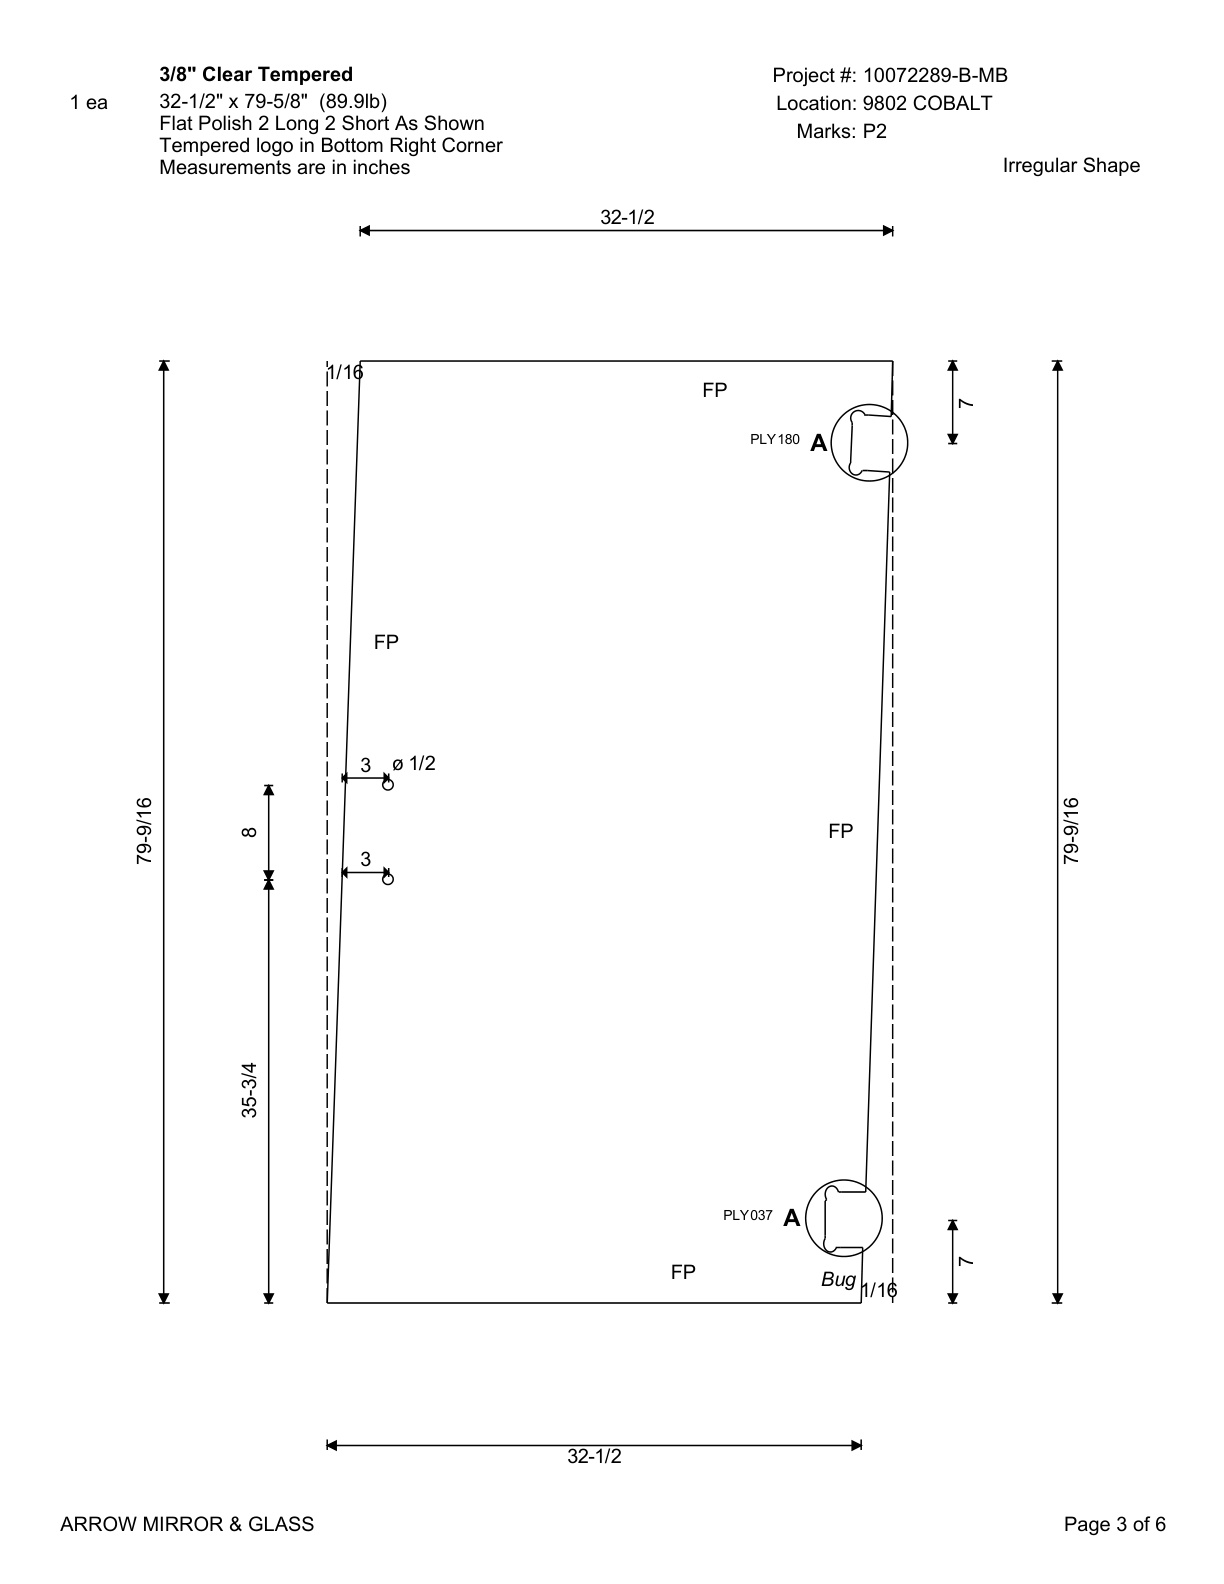 3/8" Clear Tempered
1 ea
32-1/2" x 79-5/8" (89.9lb)
Flat Polish 2 Long 2 Short As Shown
Tempered logo in Bottom Right Corner
Measurements are in inches
Project #: 10072289-B-MB
Location: 9802 COBALT
Marks: P2
Irregular Shape
32-1/2
1/16
FP
7
PLY180 A
FP
3 ø 1/2
79-9/16
8
FP
79-9/16
3
35-3/4
PLY037 A
7
FP
Bug
1/16
32-1/2
ARROW MIRROR & GLASS
Page 3 of 6